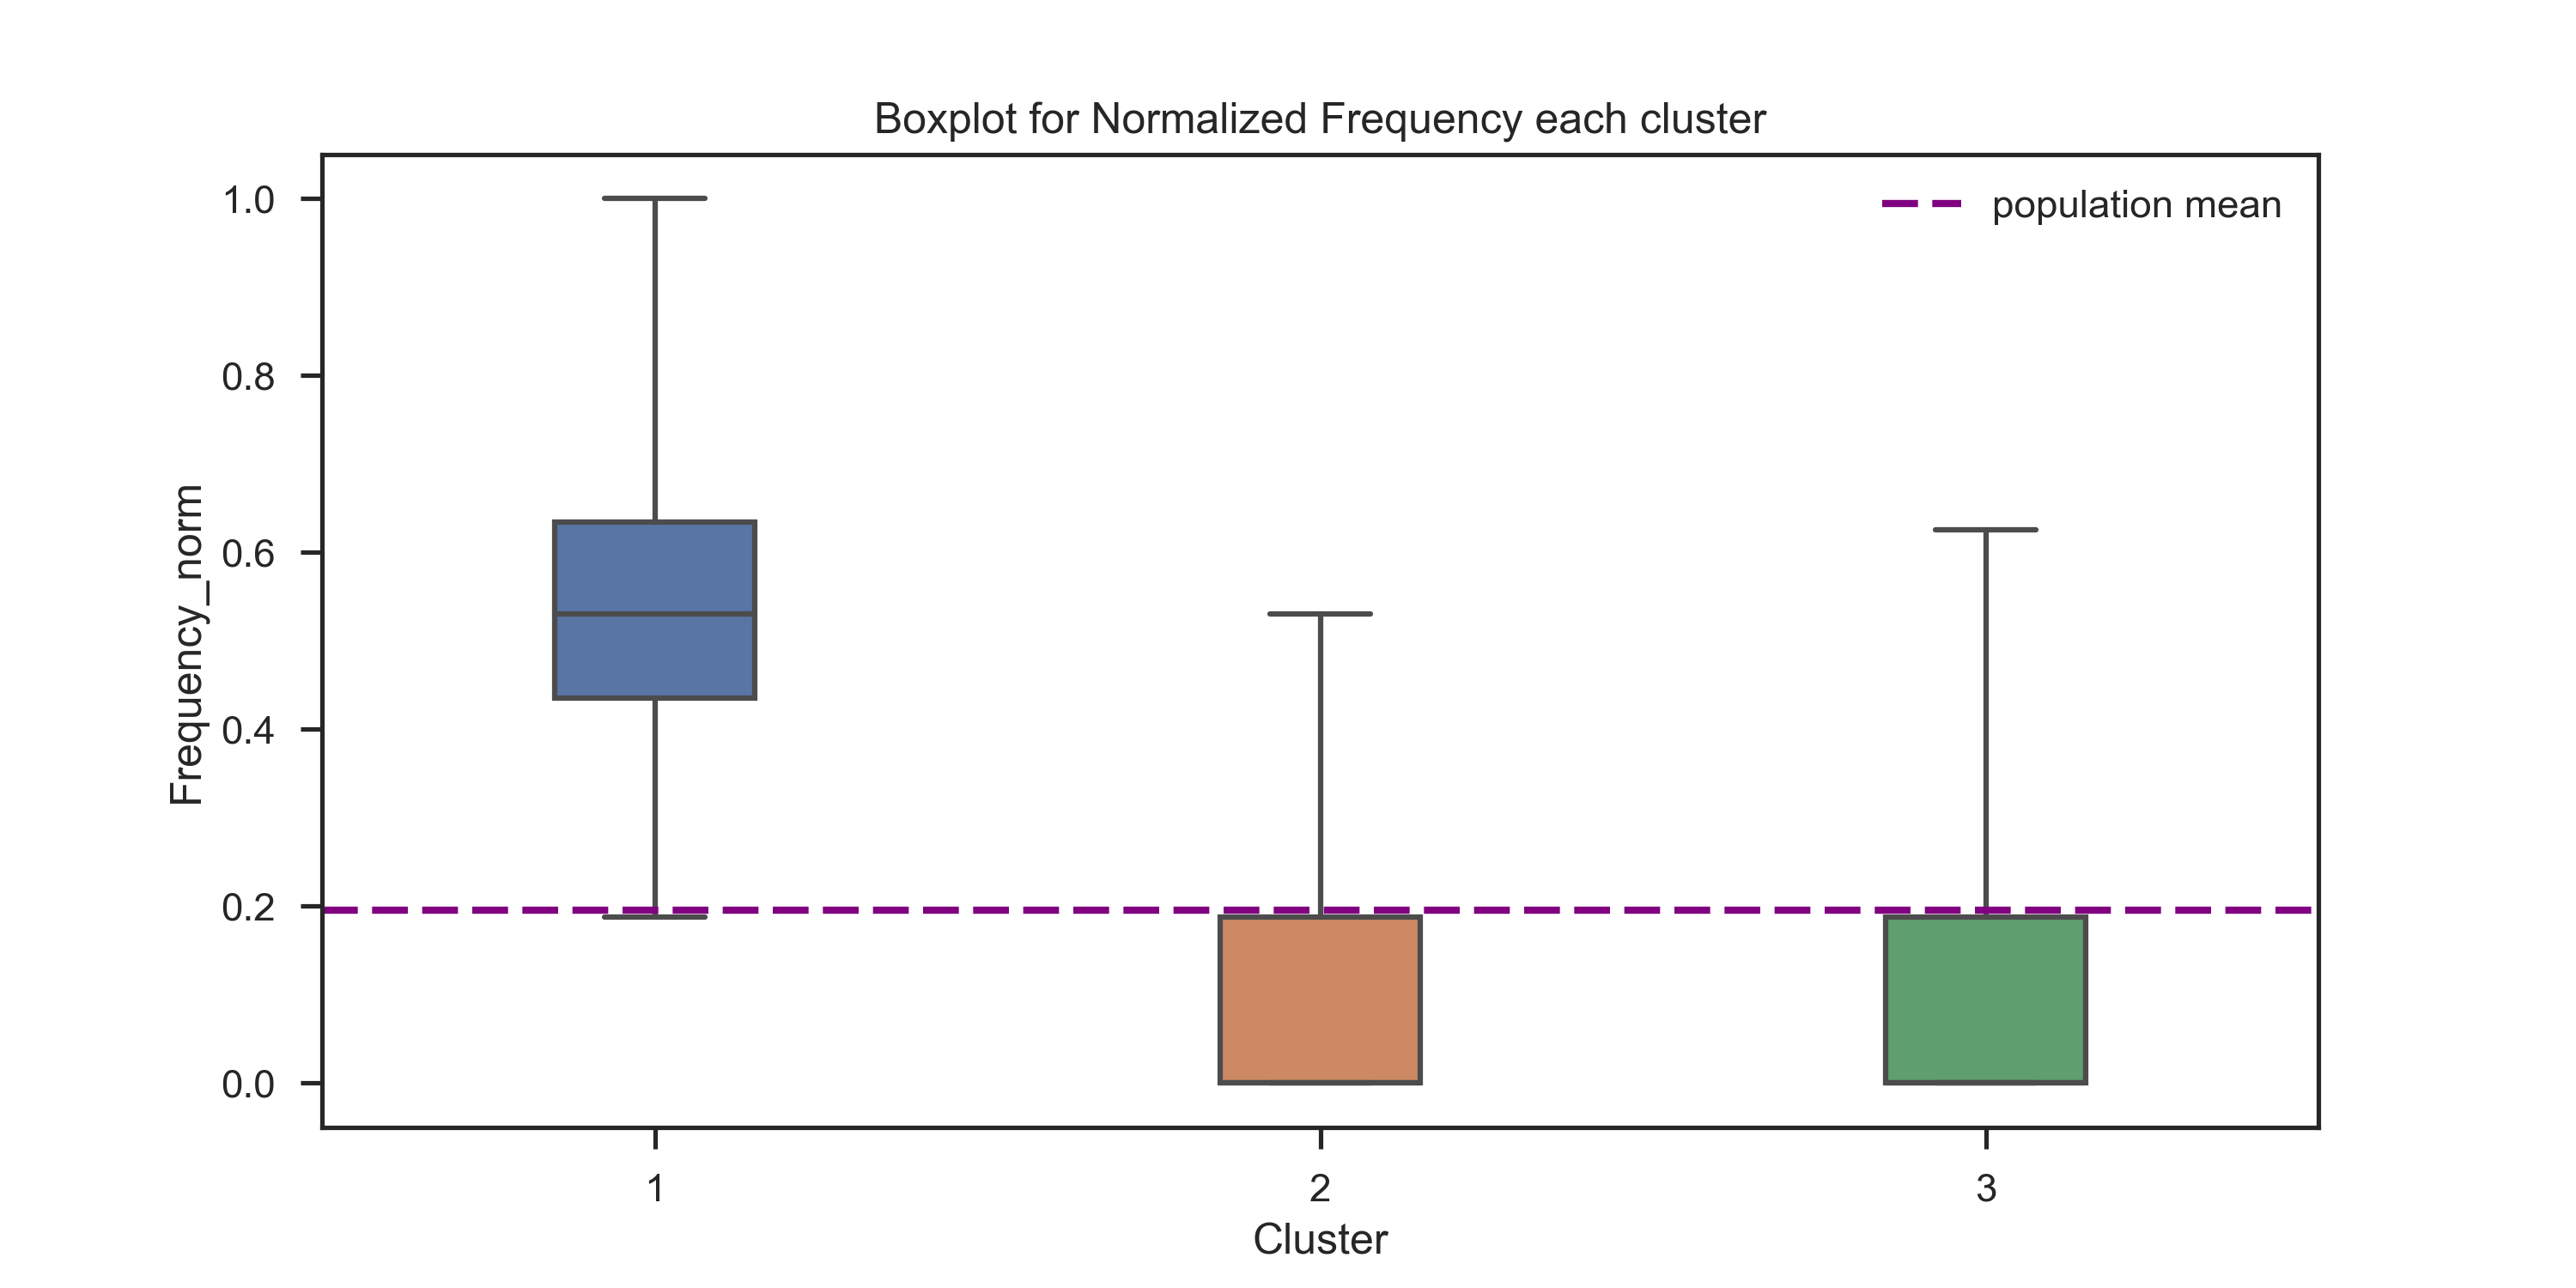 Boxplot for Normalized Frequency each cluster
population mean
Frequency_norm
1.0
0.8
0.6
0.4
0.2
0.0
1
2
3
Cluster